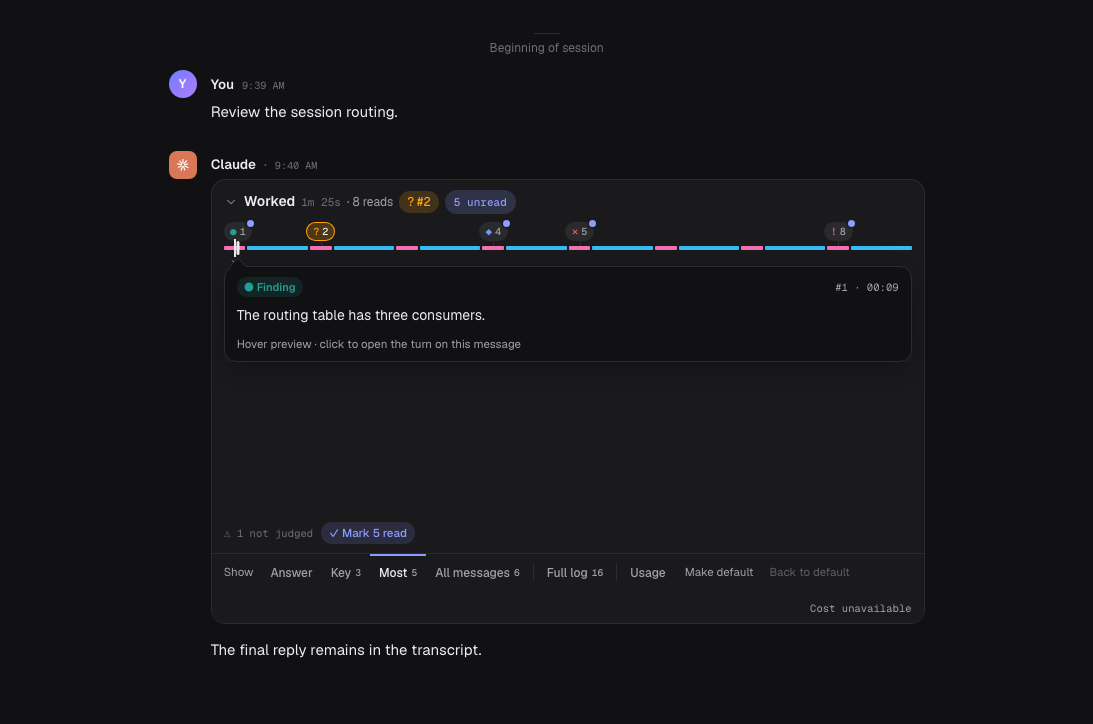 Beginning of session
Y You 9:39 AM
Review the session routing.
Claude · 9:40 AM
Worked 1m 25s · 8 reads ? #2 5 unread
● 1 ? 2 ◆ 4 × 5 ! 8
Finding #1 · 00:09
The routing table has three consumers.
Hover preview · click to open the turn on this message
⚠ 1 not judged ✓ Mark 5 read
Show Answer Key 3 Most 5 All messages 6 Full log 16 Usage Make default Back to default
Cost unavailable
The final reply remains in the transcript.